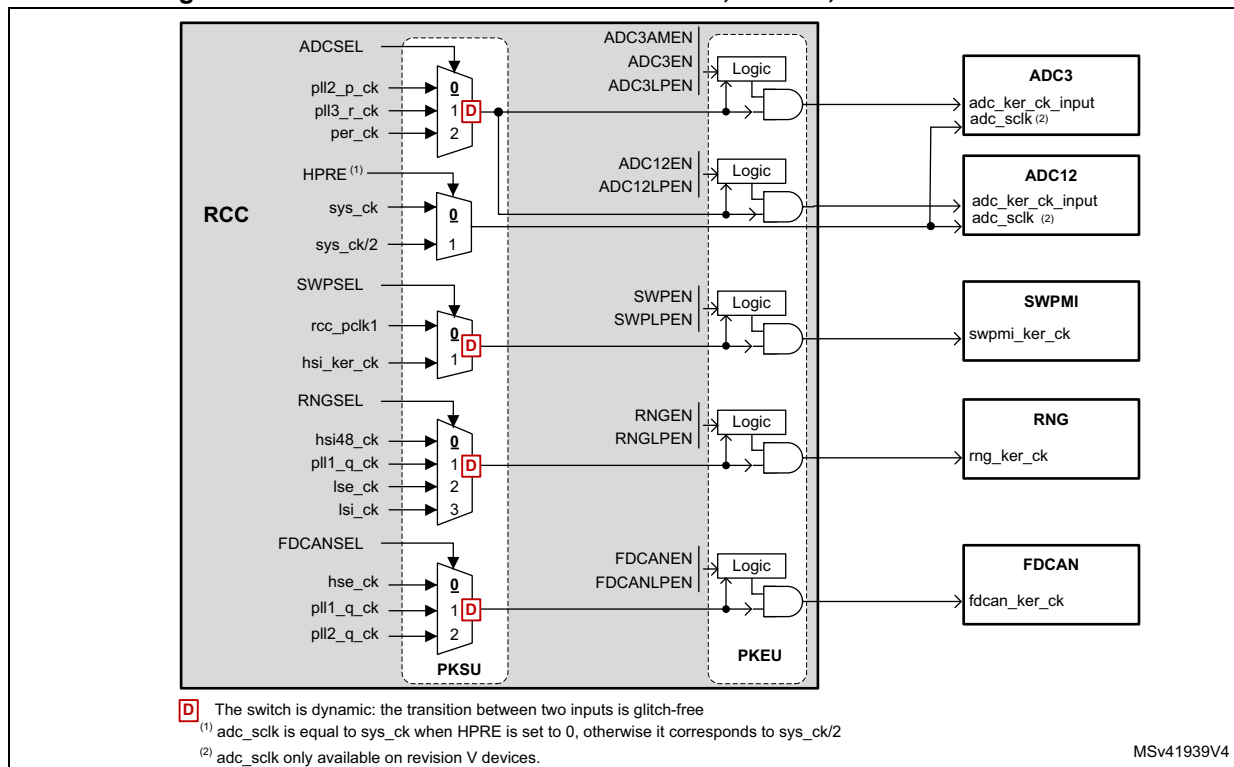 RCC
ADCSEL
pll2_p_ck
pll3_r_ck
per_ck
0
1
2
D
HPRE (1)
sys_ck
sys_ck/2
0
1
SWPSEL
rcc_pclk1
hsi_ker_ck
0
1
D
RNGSEL
hsi48_ck
pll1_q_ck
lse_ck
lsi_ck
0
1
2
3
D
FDCANSEL
hse_ck
pll1_q_ck
pll2_q_ck
0
1
2
D
PKSU
ADC3AMEN
ADC3EN
ADC3LPEN
Logic
ADC12EN
ADC12LPEN
Logic
SWPEN
SWPLPEN
Logic
RNGEN
RNGLPEN
Logic
FDCANEN
FDCANLPEN
Logic
PKEU
ADC3
adc_ker_ck_input
adc_sclk (2)
ADC12
adc_ker_ck_input
adc_sclk (2)
SWPMI
swpmi_ker_ck
RNG
rng_ker_ck
FDCAN
fdcan_ker_ck
D The switch is dynamic: the transition between two inputs is glitch-free
(1) adc_sclk is equal to sys_ck when HPRE is set to 0, otherwise it corresponds to sys_ck/2
(2) adc_sclk only available on revision V devices.
MSv41939V4